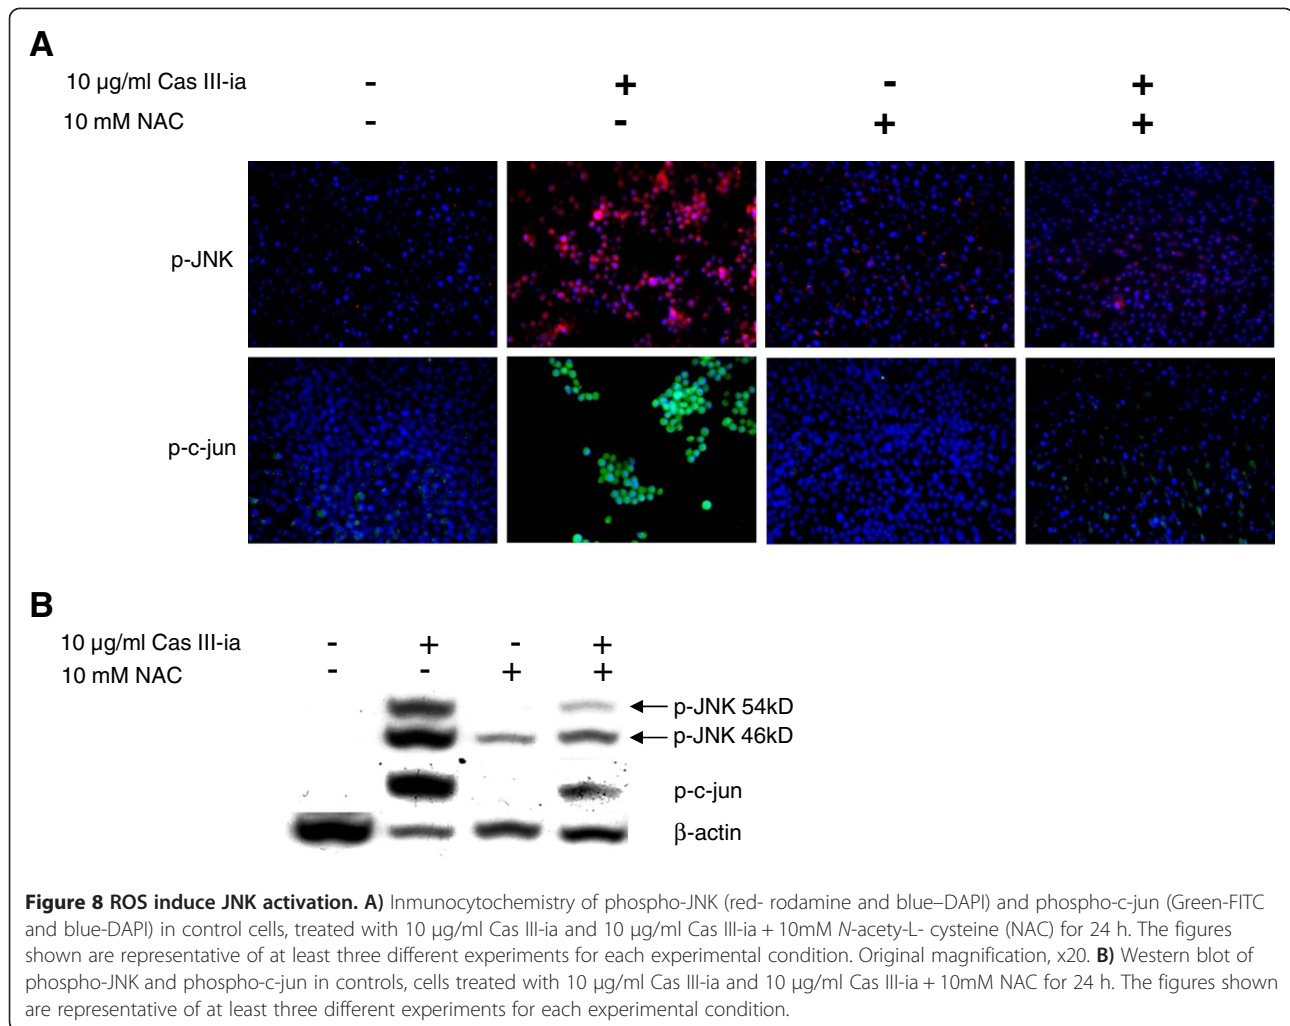 A
10 µg/ml Cas III-ia - + - +
10 mM NAC - - + +
p-JNK
p-c-jun
B
10 µg/ml Cas III-ia - + - +
10 mM NAC - - + +
p-JNK 54kD
p-JNK 46kD
p-c-jun
β-actin
Figure 8 ROS induce JNK activation. A) Inmunocytochemistry of phospho-JNK (red- rodamine and blue–DAPI) and phospho-c-jun (Green-FITC
and blue-DAPI) in control cells, treated with 10 μg/ml Cas III-ia and 10 μg/ml Cas III-ia + 10mM N-acety-L- cysteine (NAC) for 24 h. The figures
shown are representative of at least three different experiments for each experimental condition. Original magnification, x20. B) Western blot of
phospho-JNK and phospho-c-jun in controls, cells treated with 10 μg/ml Cas III-ia and 10 μg/ml Cas III-ia + 10mM NAC for 24 h. The figures shown
are representative of at least three different experiments for each experimental condition.